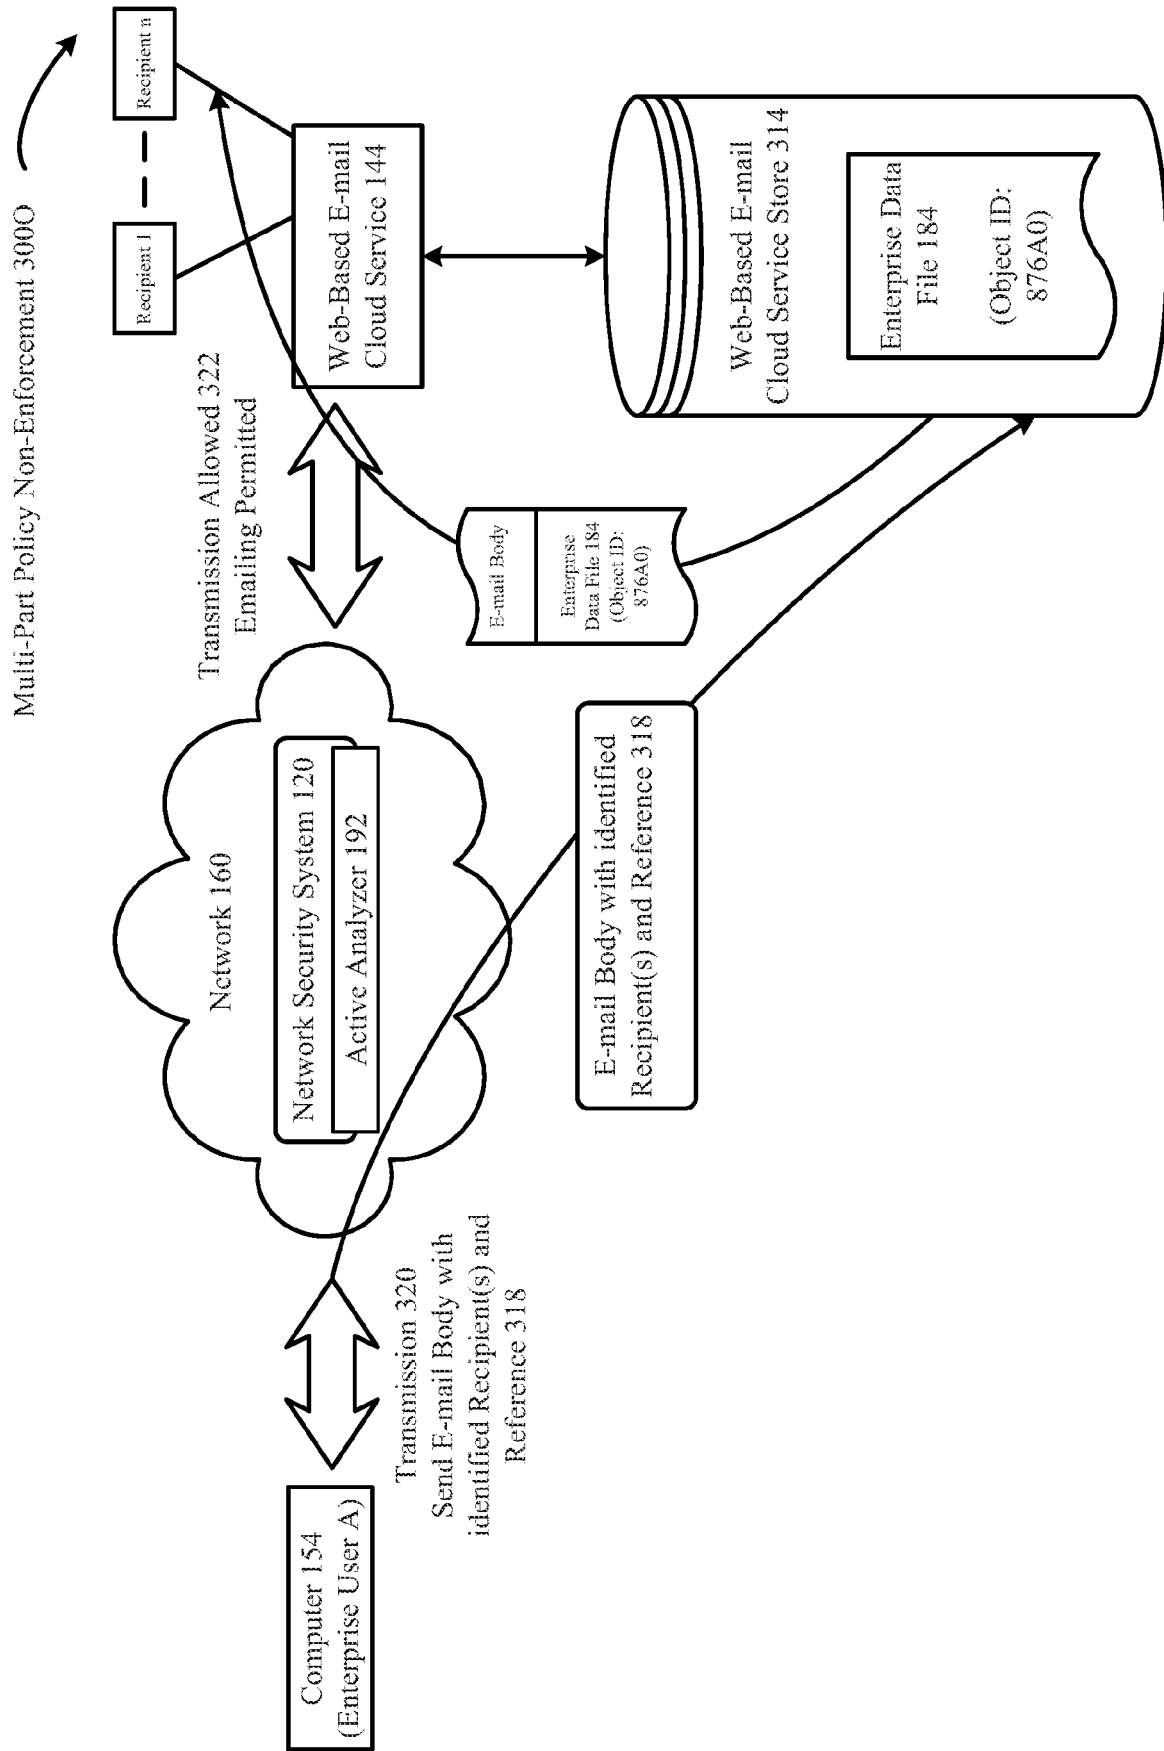 Multi-Part Policy Non-Enforcement 300O
Recipient 1
Recipient n
Transmission Allowed 322
Emailing Permitted
Web-Based E-mail
Cloud Service 144
Network 160
Network Security System 120
Active Analyzer 192
Computer 154
(Enterprise User A)
Transmission 320
Send E-mail Body with
identified Recipient(s) and
Reference 318
E-mail Body with identified
Recipient(s) and Reference 318
E-mail Body
Enterprise
Data File 184
(Object ID:
876A0)
Web-Based E-mail
Cloud Service Store 314
Enterprise Data
File 184
(Object ID:
876A0)